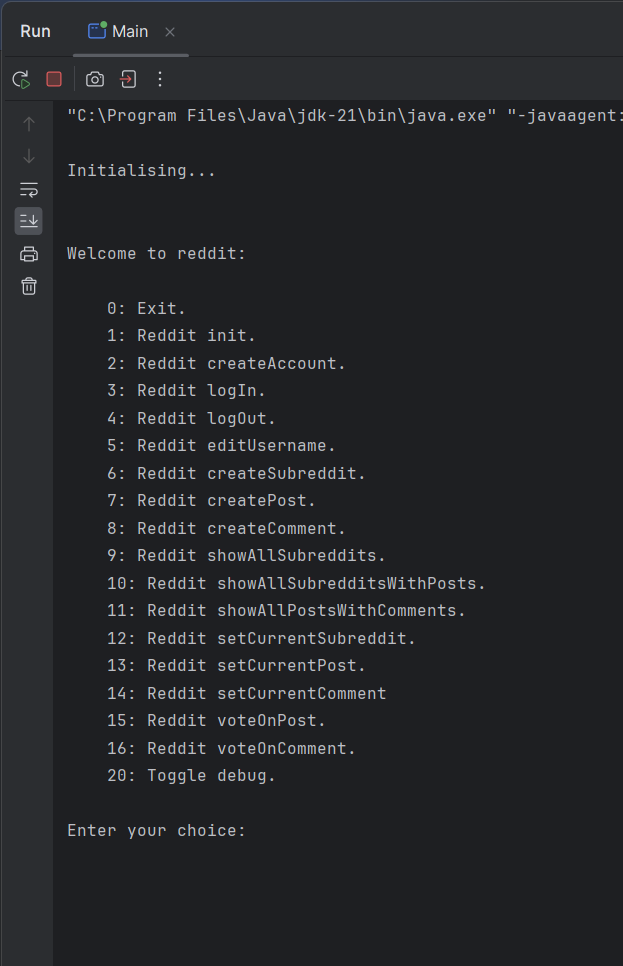 Run Main
"C:\Program Files\Java\jdk-21\bin\java.exe" "-javaagent:
Initialising...
Welcome to reddit:
0: Exit.
1: Reddit init.
2: Reddit createAccount.
3: Reddit logIn.
4: Reddit logOut.
5: Reddit editUsername.
6: Reddit createSubreddit.
7: Reddit createPost.
8: Reddit createComment.
9: Reddit showAllSubreddits.
10: Reddit showAllSubredditsWithPosts.
11: Reddit showAllPostsWithComments.
12: Reddit setCurrentSubreddit.
13: Reddit setCurrentPost.
14: Reddit setCurrentComment
15: Reddit voteOnPost.
16: Reddit voteOnComment.
20: Toggle debug.
Enter your choice: